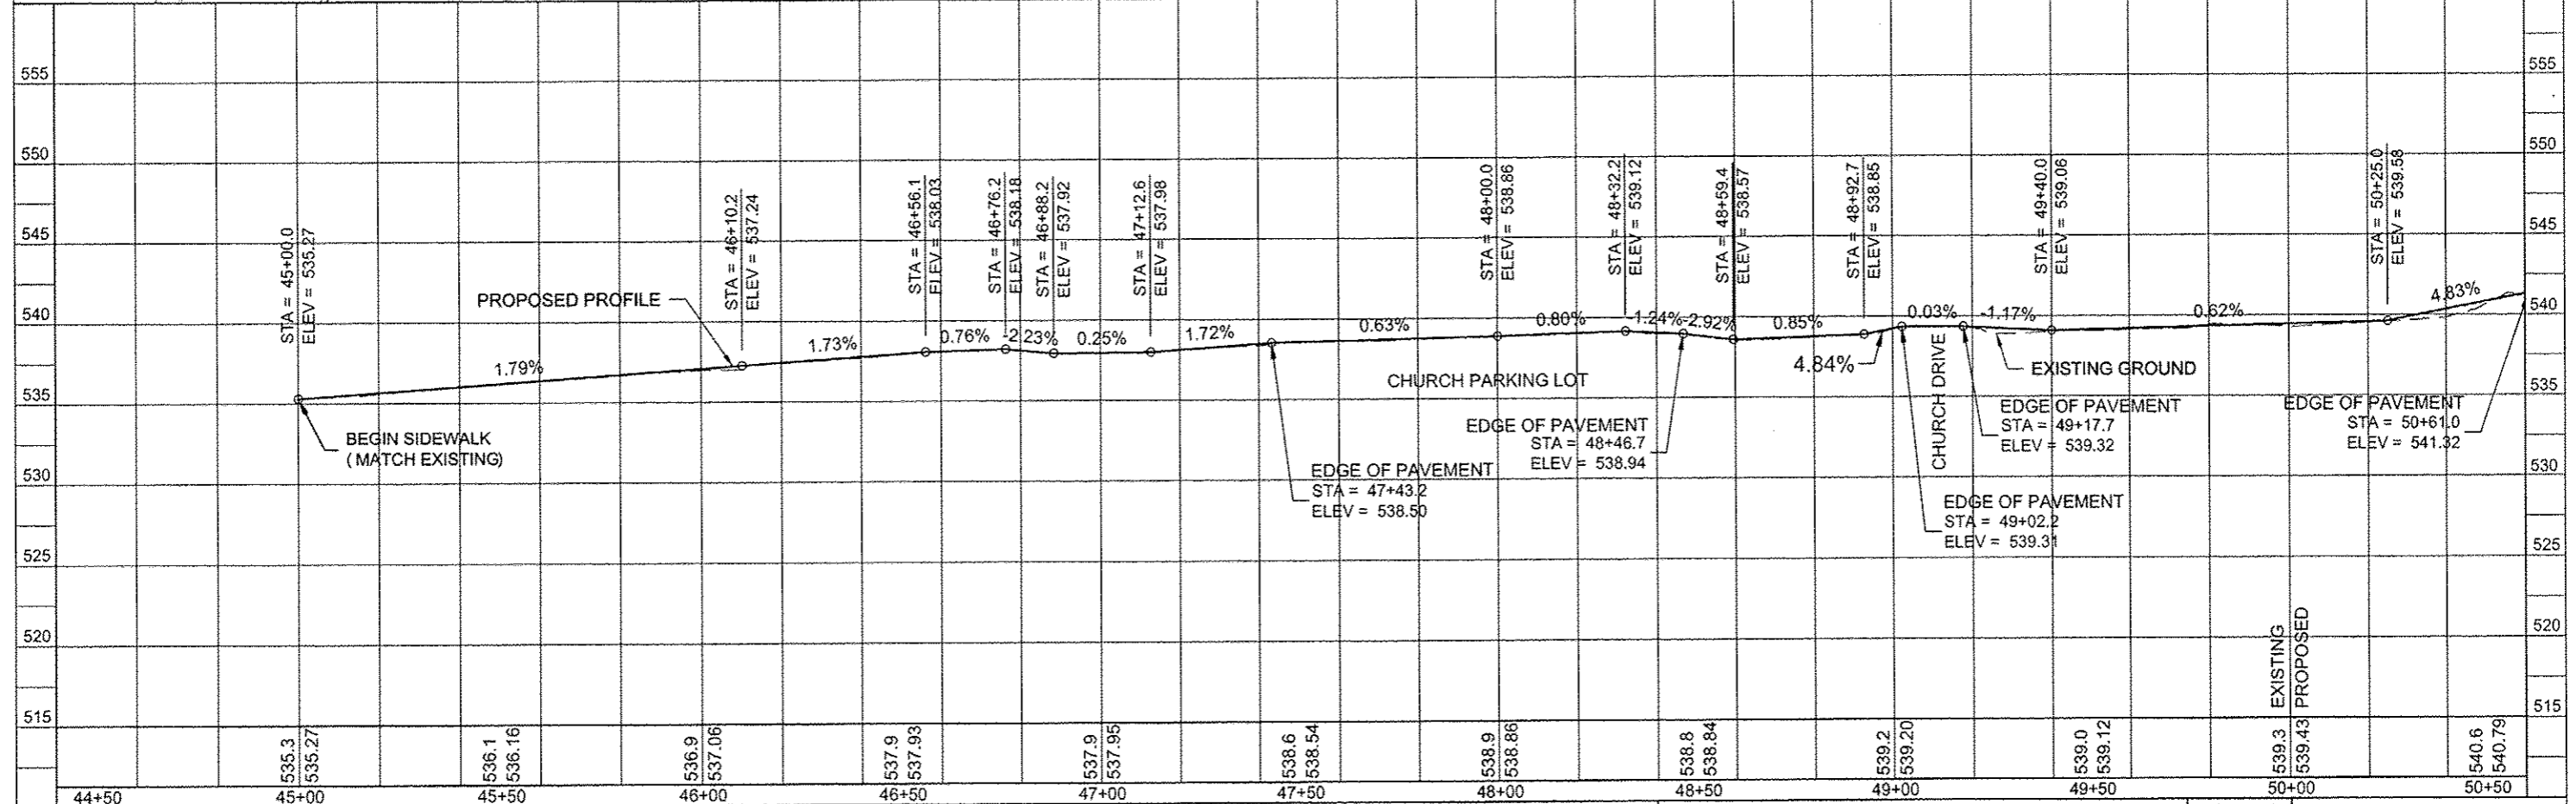 555
555
550
550
545
545
540
540
535
535
530
530
525
525
520
520
515
515
STA = 45+00.0
ELEV = 535.27
STA = 46+10.2
ELEV = 537.24
STA = 46+56.1
ELEV = 538.03
STA = 46+76.2
ELEV = 538.18
STA = 46+88.2
ELEV = 537.92
STA = 47+12.6
ELEV = 537.98
STA = 48+00.0
ELEV = 538.86
STA = 48+32.2
ELEV = 539.12
STA = 48+59.4
ELEV = 538.57
STA = 48+92.7
ELEV = 538.85
STA = 49+40.0
ELEV = 539.06
STA = 50+25.0
ELEV = 539.58
PROPOSED PROFILE
1.79%
1.73%
0.76%
-2.23%
0.25%
1.72%
0.63%
0.80%
-1.24%
-2.92%
0.85%
4.84%
0.03%
-1.17%
0.62%
4.83%
BEGIN SIDEWALK
( MATCH EXISTING)
CHURCH PARKING LOT
EDGE OF PAVEMENT
STA = 47+43.2
ELEV = 538.50
EDGE OF PAVEMENT
STA = 48+46.7
ELEV = 538.94
CHURCH DRIVE
EXISTING GROUND
EDGE OF PAVEMENT
STA = 49+17.7
ELEV = 539.32
EDGE OF PAVEMENT
STA = 49+02.2
ELEV = 539.31
EDGE OF PAVEMENT
STA = 50+61.0
ELEV = 541.32
EXISTING
PROPOSED
535.3
535.27
536.1
536.16
536.9
537.06
537.9
537.93
537.9
537.95
538.6
538.54
538.9
538.86
538.8
538.84
539.2
539.20
539.0
539.12
539.3
539.43
540.6
540.79
44+50
45+00
45+50
46+00
46+50
47+00
47+50
48+00
48+50
49+00
49+50
50+00
50+50